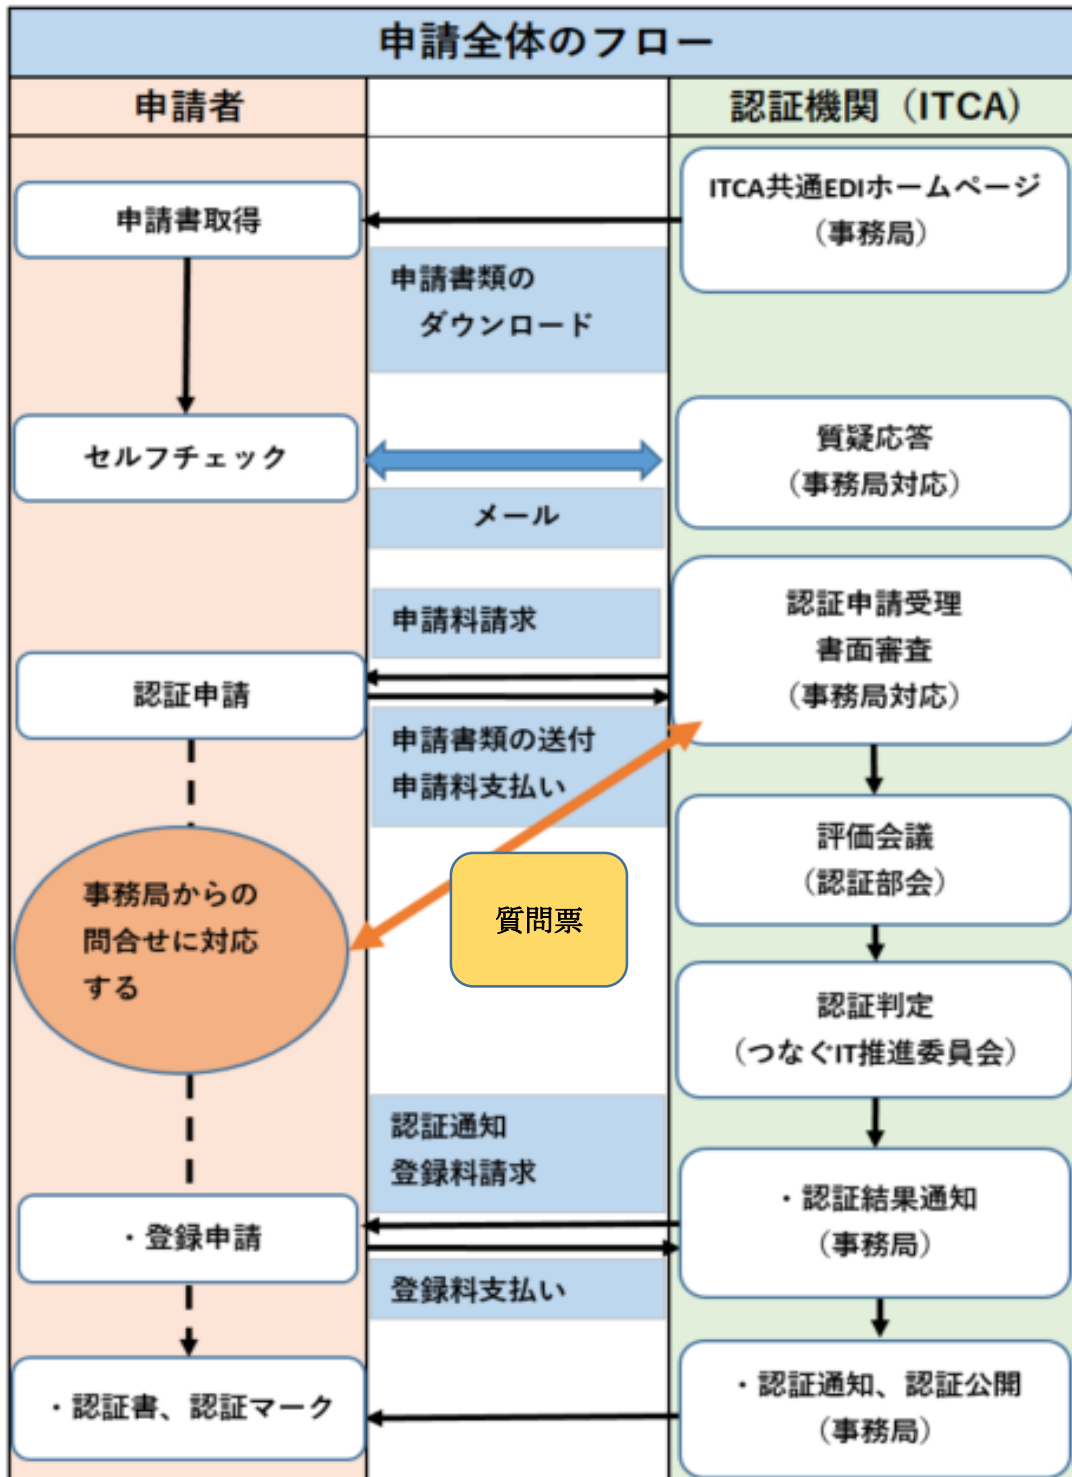 申請全体のフロー
申請者
認証機関（ITCA）
ITCA共通EDIホームページ
（事務局）
申請書取得
申請書類の
ダウンロード
セルフチェック
質疑応答
（事務局対応）
メール
申請料請求
認証申請受理
書面審査
（事務局対応）
認証申請
申請書類の送付
申請料支払い
評価会議
（認証部会）
事務局からの
問合せに対応
する
質問票
認証判定
（つなぐIT推進委員会）
認証通知
登録料請求
・認証結果通知
（事務局）
・登録申請
登録料支払い
・認証通知、認証公開
（事務局）
・認証書、認証マーク